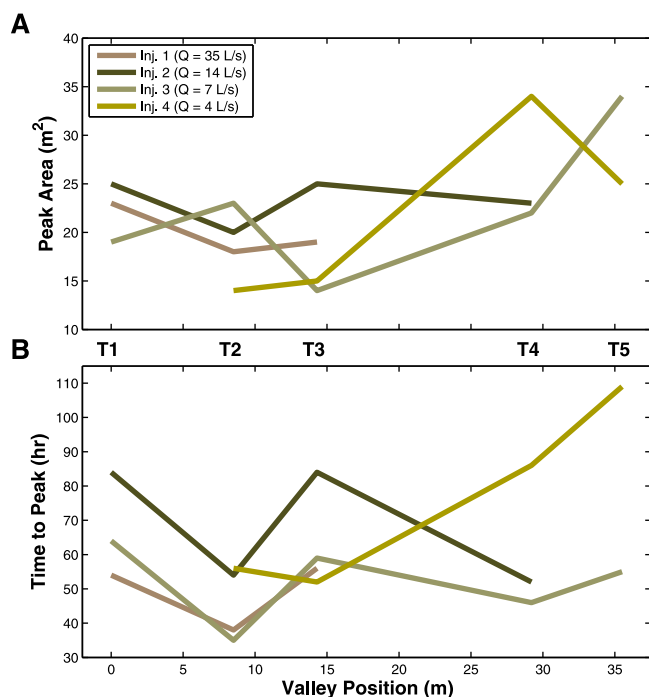 A
40
35
30
25
20
15
10
Peak Area (m²)
Inj. 1 (Q = 35 L/s)
Inj. 2 (Q = 14 L/s)
Inj. 3 (Q = 7 L/s)
Inj. 4 (Q = 4 L/s)
B
T1 T2 T3 T4 T5
110
100
90
80
70
60
50
40
30
Time to Peak (hr)
0 5 10 15 20 25 30 35
Valley Position (m)